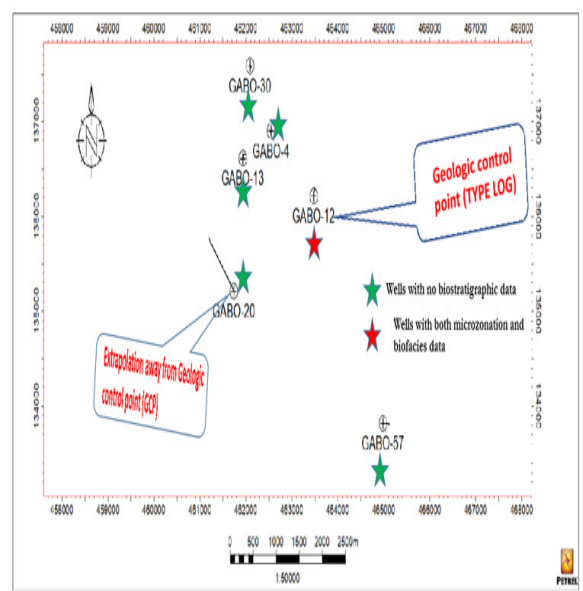 458000 459000 460000 461000 462000 463000 464000 465000 466000 467000 468000
GABO-30
137000
137000
GABO-4
GABO-13
Geologic control
point (TYPE LOG)
N
136000
136000
GABO-12
135000
135000
GABO-20
Wells with no biostratigraphic data
Wells with both microzonation and
biofacies data
Extrapolation away from Geologic
control point (GCP)
134000
134000
GABO-57
458000 459000 460000 461000 462000 463000 464000 465000 466000 467000 468000
0 500 1000 1500 2000 2500m
1:50000
PETREL